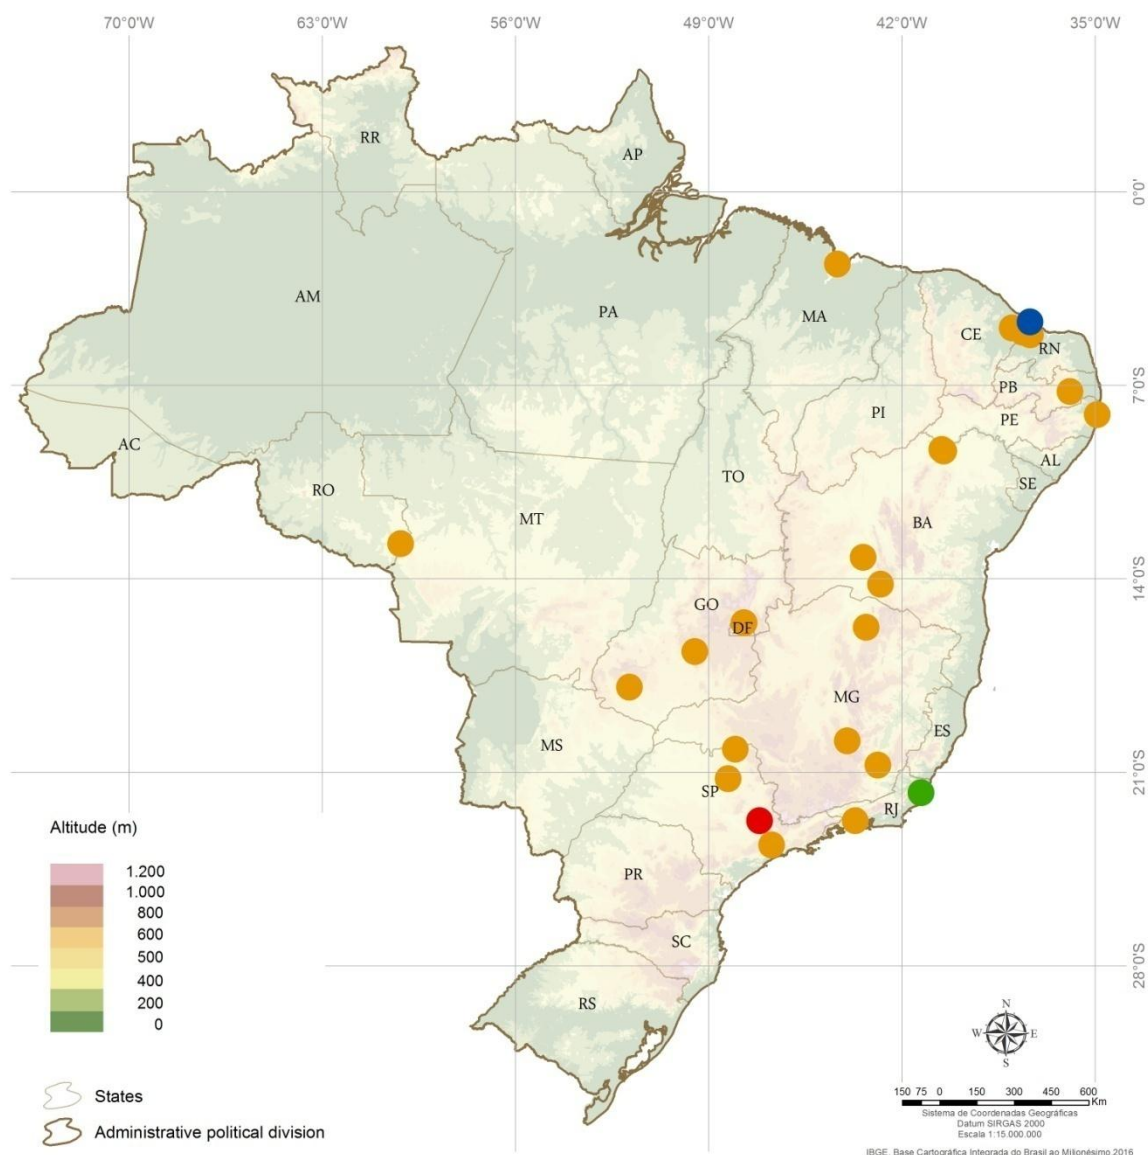 70°0'W 63°0'W 56°0'W 49°0'W 42°0'W 35°0'W
RR
AP
0°0'
AM
PA
MA
CE
RN
7°0'S
PB
PI
PE
AC
AL
TO
SE
RO
MT
BA
14°0'S
GO
DF
MG
ES
MS
21°0'S
SP
RJ
PR
SC
28°0'S
RS
Altitude (m)
1.200
1.000
800
600
500
400
200
0
States
Administrative political division
N
W E
S
150 75 0 150 300 450 600
Km
Sistema de Coordenadas Geográficas
Datum SIRGAS 2000
Escala 1:15.000.000
IBGE, Base Cartográfica Integrada do Brasil ao Milionésimo 2016